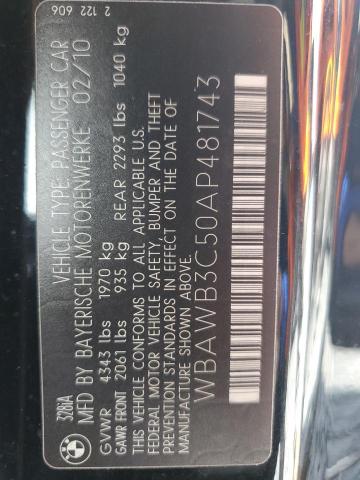 2 122 606
VEHICLE TYPE: PASSENGER CAR
328iA MFD BY BAYERISCHE MOTORENWERKE 02/10
GVWR 4343 lbs 1970 kg
GAWR FRONT 2061 lbs 935 kg REAR 2293 lbs 1040 kg
THIS VEHICLE CONFORMS TO ALL APPLICABLE U.S.
FEDERAL MOTOR VEHICLE SAFETY, BUMPER AND THEFT
PREVENTION STANDARDS IN EFFECT ON THE DATE OF
MANUFACTURE SHOWN ABOVE.
WBAWB3C50AP481743
BMW